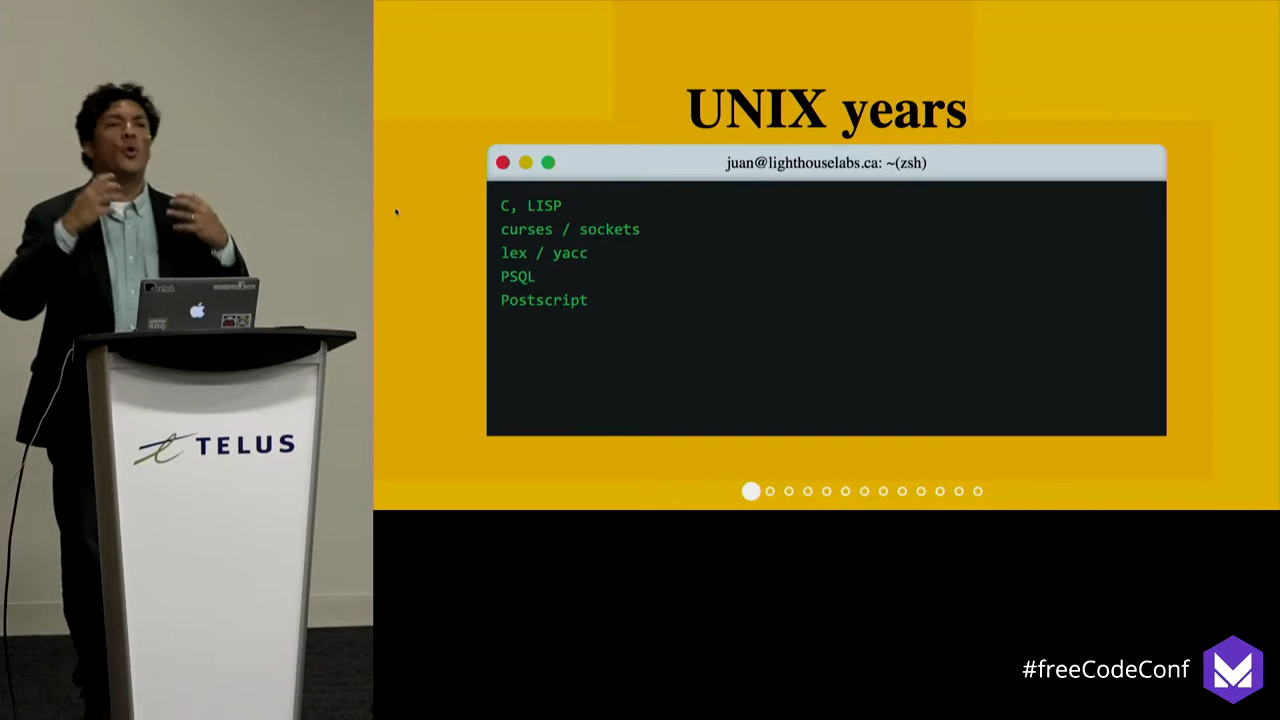 UNIX years
juan@lighthouselabs.ca: ~(zsh)
C, LISP
curses / sockets
lex / yacc
PSQL
Postscript
TELUS
#freeCodeConf